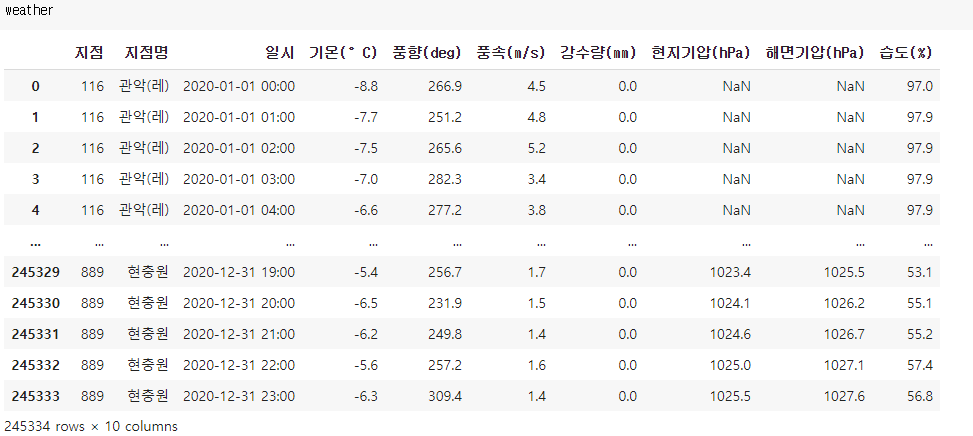 weather
지점 지점명 일시 기온(°C) 풍향(deg) 풍속(m/s) 강수량(mm) 현지기압(hPa) 해면기압(hPa) 습도(%)
0 116 관악(레) 2020-01-01 00:00 -8.8 266.9 4.5 0.0 NaN NaN 97.0
1 116 관악(레) 2020-01-01 01:00 -7.7 251.2 4.8 0.0 NaN NaN 97.9
2 116 관악(레) 2020-01-01 02:00 -7.5 265.6 5.2 0.0 NaN NaN 97.9
3 116 관악(레) 2020-01-01 03:00 -7.0 282.3 3.4 0.0 NaN NaN 97.9
4 116 관악(레) 2020-01-01 04:00 -6.6 277.2 3.8 0.0 NaN NaN 97.9
... ... ... ... ... ... ... ... ... ... ...
245329 889 현충원 2020-12-31 19:00 -5.4 256.7 1.7 0.0 1023.4 1025.5 53.1
245330 889 현충원 2020-12-31 20:00 -6.5 231.9 1.5 0.0 1024.1 1026.2 55.1
245331 889 현충원 2020-12-31 21:00 -6.2 249.8 1.4 0.0 1024.6 1026.7 55.2
245332 889 현충원 2020-12-31 22:00 -5.6 257.2 1.6 0.0 1025.0 1027.1 57.4
245333 889 현충원 2020-12-31 23:00 -6.3 309.4 1.4 0.0 1025.5 1027.6 56.8
245334 rows × 10 columns